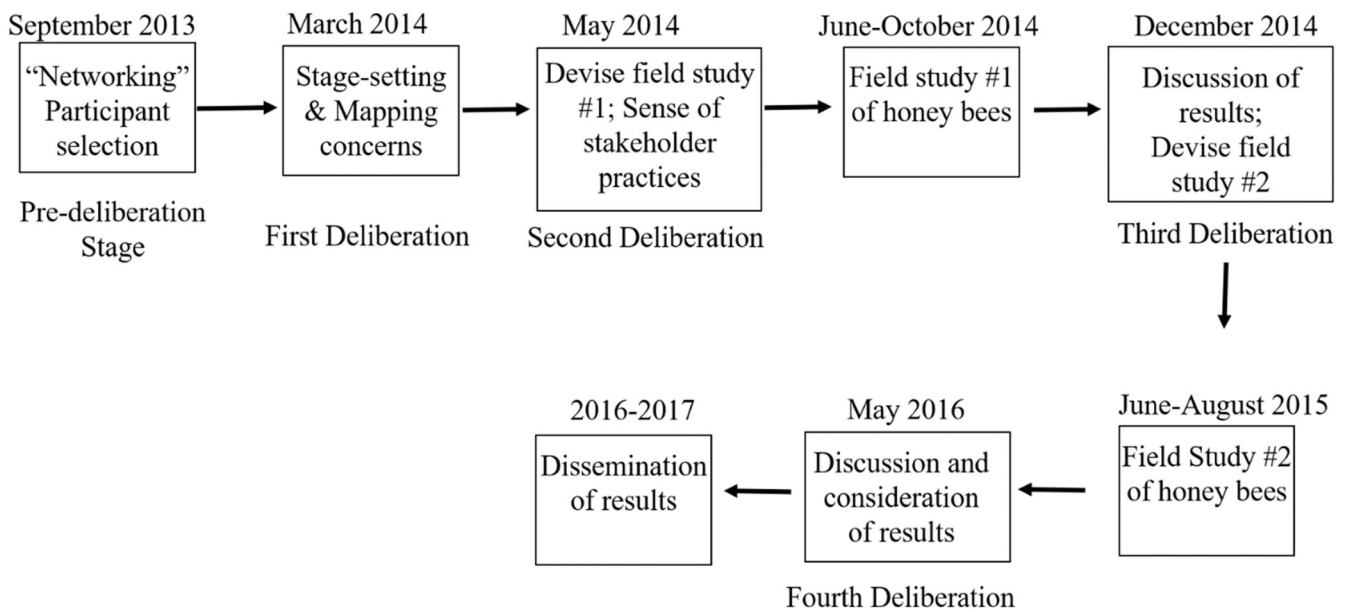 September 2013
“Networking”
Participant
selection
Pre-deliberation
Stage
March 2014
Stage-setting
& Mapping
concerns
First Deliberation
May 2014
Devise field study
#1; Sense of
stakeholder
practices
Second Deliberation
June-October 2014
Field study #1
of honey bees
December 2014
Discussion of
results;
Devise field
study #2
Third Deliberation
June-August 2015
Field Study #2
of honey bees
May 2016
Discussion and
consideration
of results
Fourth Deliberation
2016-2017
Dissemination
of results